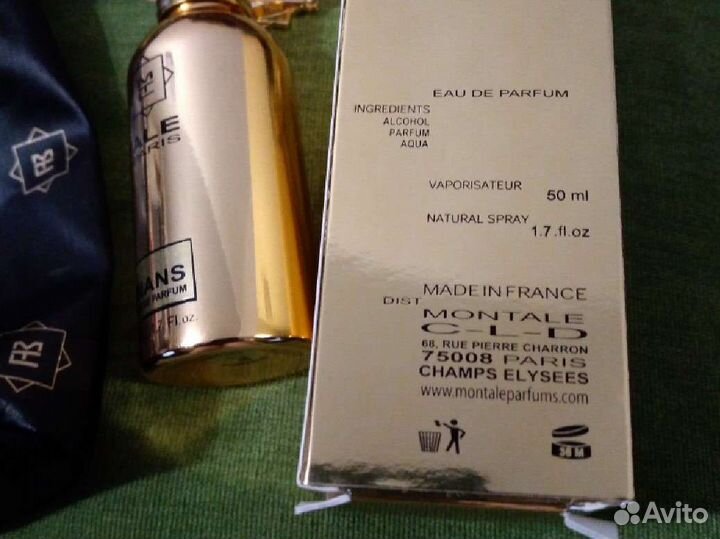 ALE
PARIS
MANS
PARFUM
.7 Fl.oz.
EAU DE PARFUM
INGREDIENTS
ALCOHOL
PARFUM
AQUA
VAPORISATEUR 50 ml
NATURAL SPRAY 1.7.fl.oz
MADE IN FRANCE
DIST MONTALE
C-L-D
68, RUE PIERRE CHARRON
75008 PARIS
CHAMPS ELYSEES
www.montaleparfums.com
36 M
Avito